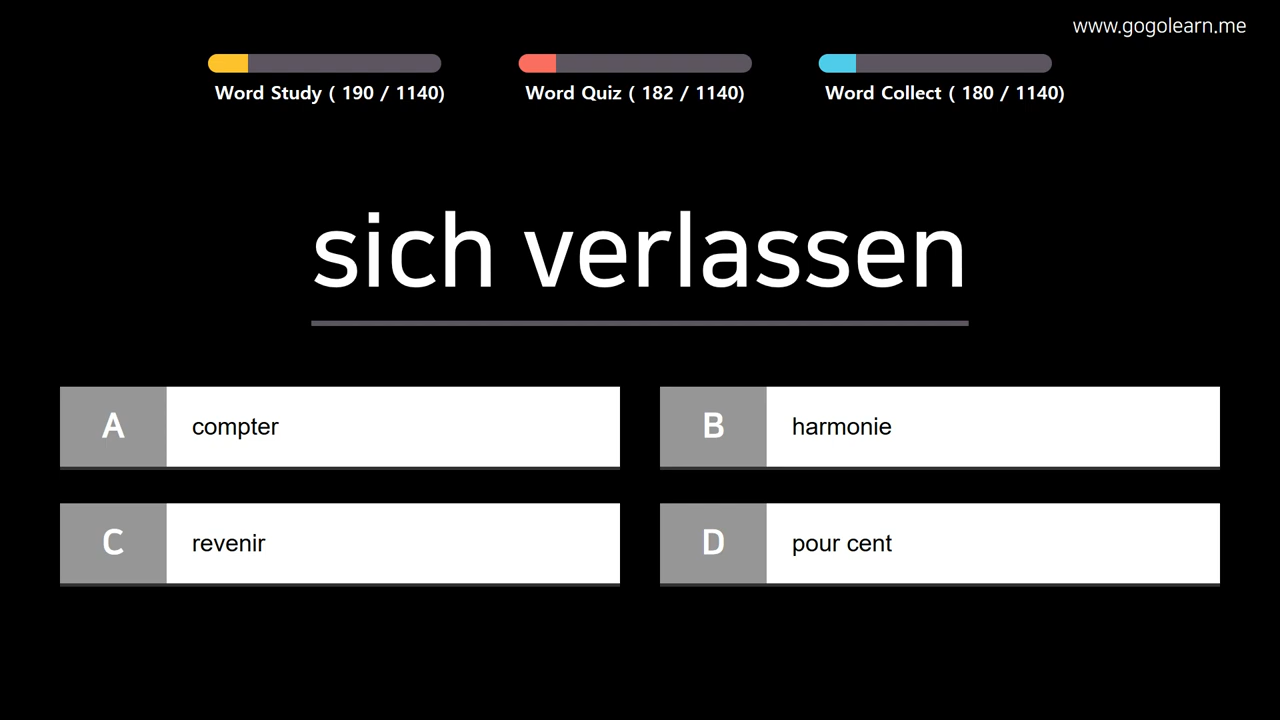 www.gogolearn.me
Word Study ( 190 / 1140)
Word Quiz ( 182 / 1140)
Word Collect ( 180 / 1140)
sich verlassen
A compter
B harmonie
C revenir
D pour cent